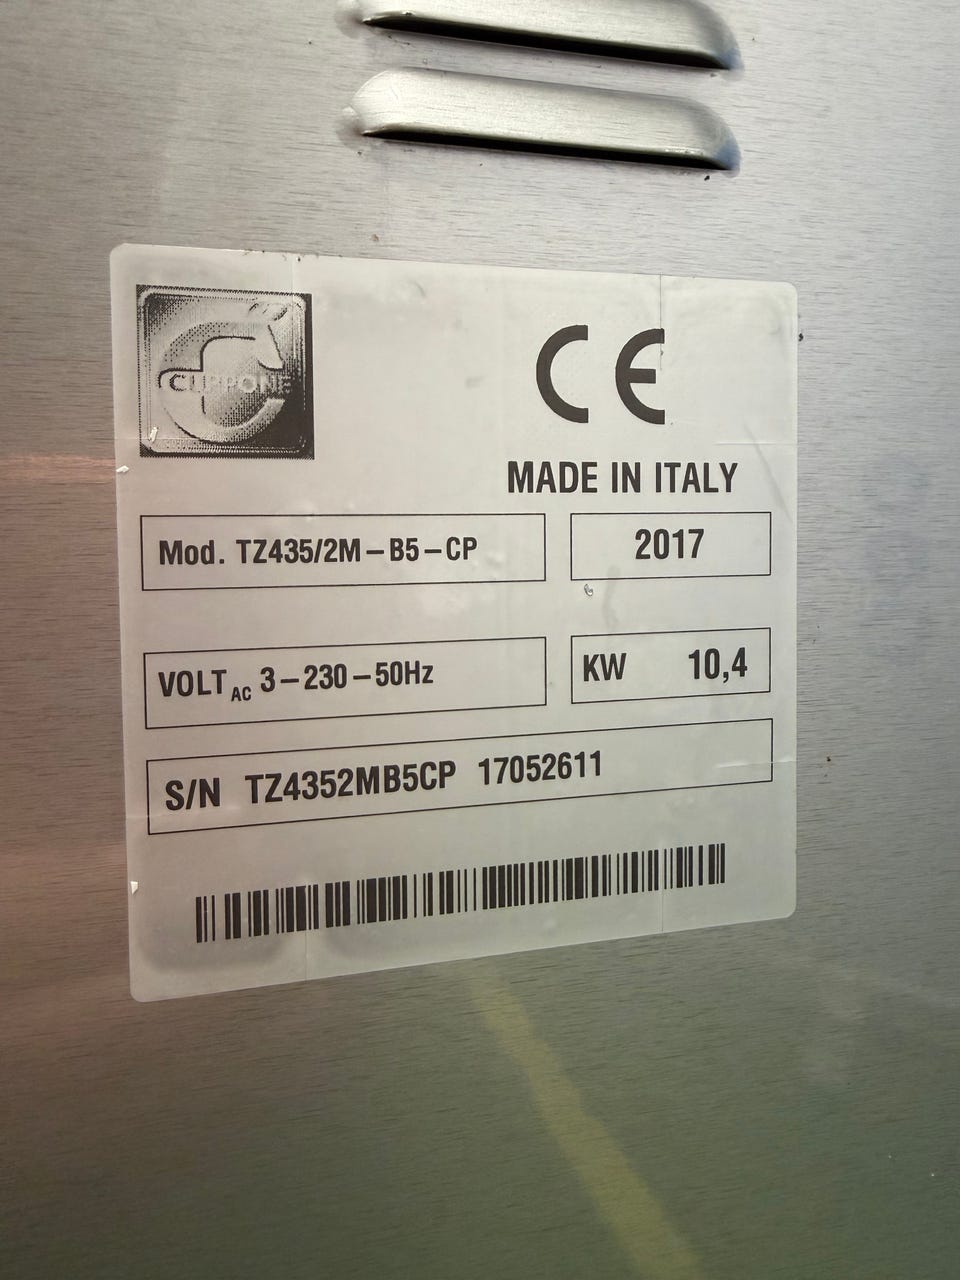 CUPPONE
CE
MADE IN ITALY
Mod. TZ435/2M–B5–CP
2017
VOLT AC 3–230–50Hz
KW 10,4
S/N TZ4352MB5CP 17052611